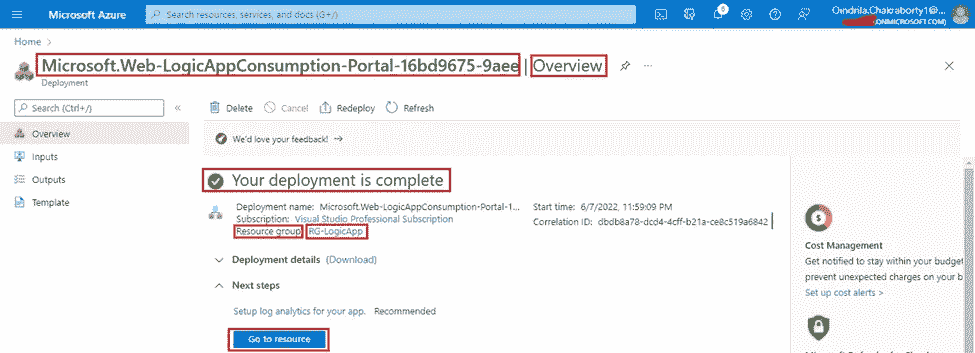 Microsoft Azure
Search resources, services, and docs (G+/)
6
Oindrila.Chakraborty1@...
(ONMICROSOFT.COM)
Home >
Microsoft.Web-LogicAppConsumption-Portal-16bd9675-9aee | Overview
Deployment
Search (Ctrl+/)
Delete
Cancel
Redeploy
Refresh
Overview
Inputs
Outputs
Template
We'd love your feedback! →
Your deployment is complete
Deployment name: Microsoft.Web-LogicAppConsumption-Portal-1...
Subscription: Visual Studio Professional Subscription
Resource group: RG-LogicApp
Start time: 6/7/2022, 11:59:09 PM
Correlation ID: dbdb8a78-dcd4-4cff-b21a-ce8c519a6842
Deployment details (Download)
Next steps
Setup log analytics for your app. Recommended
Go to resource
Cost Management
Get notified to stay within your budget
prevent unexpected charges on your b
Set up cost alerts >